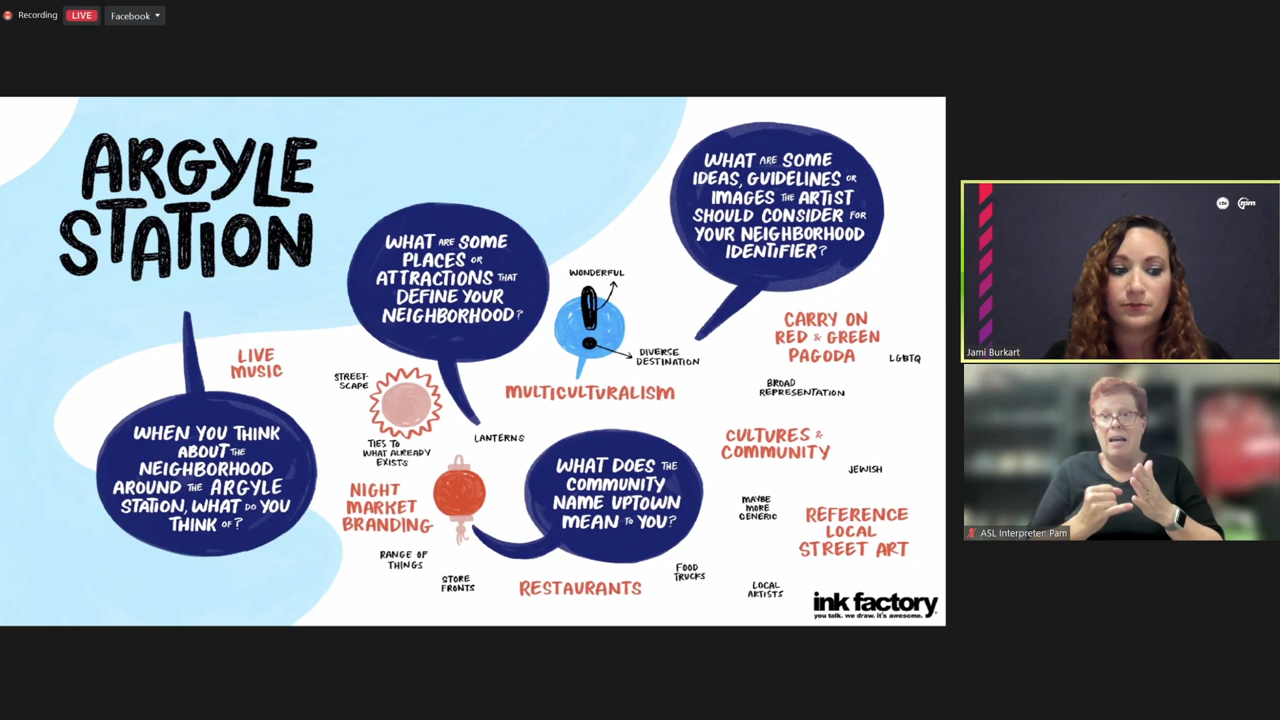 Recording
LIVE
Facebook
ARGYLE
STATION
WHAT ARE SOME
IDEAS, GUIDELINES OR
IMAGES THE ARTIST
SHOULD CONSIDER FOR
YOUR NEIGHBORHOOD
IDENTIFIER?
WHAT ARE SOME
PLACES OR
ATTRACTIONS THAT
DEFINE YOUR
NEIGHBORHOOD?
WONDERFUL
DIVERSE
DESTINATION
MULTICULTURALISM
CARRY ON
RED & GREEN
PAGODA
LGBTQ
BROAD
REPRESENTATION
LIVE
MUSIC
STREET-
SCAPE
TIES TO
WHAT ALREADY
EXISTS
LANTERNS
WHEN YOU THINK
ABOUT THE
NEIGHBORHOOD
AROUND THE ARGYLE
STATION, WHAT DO YOU
THINK OF?
WHAT DOES THE
COMMUNITY
NAME UPTOWN
MEAN TO YOU?
CULTURES &
COMMUNITY
JEWISH
MAYBE
MORE
GENERIC
REFERENCE
LOCAL
STREET ART
NIGHT
MARKET
BRANDING
RANGE OF
THINGS
STORE
FRONTS
RESTAURANTS
FOOD
TRUCKS
LOCAL
ARTISTS
ink factory
you talk. we draw. it's awesome.
cta
rpm
Jami Burkart
ASL Interpreter: Pam